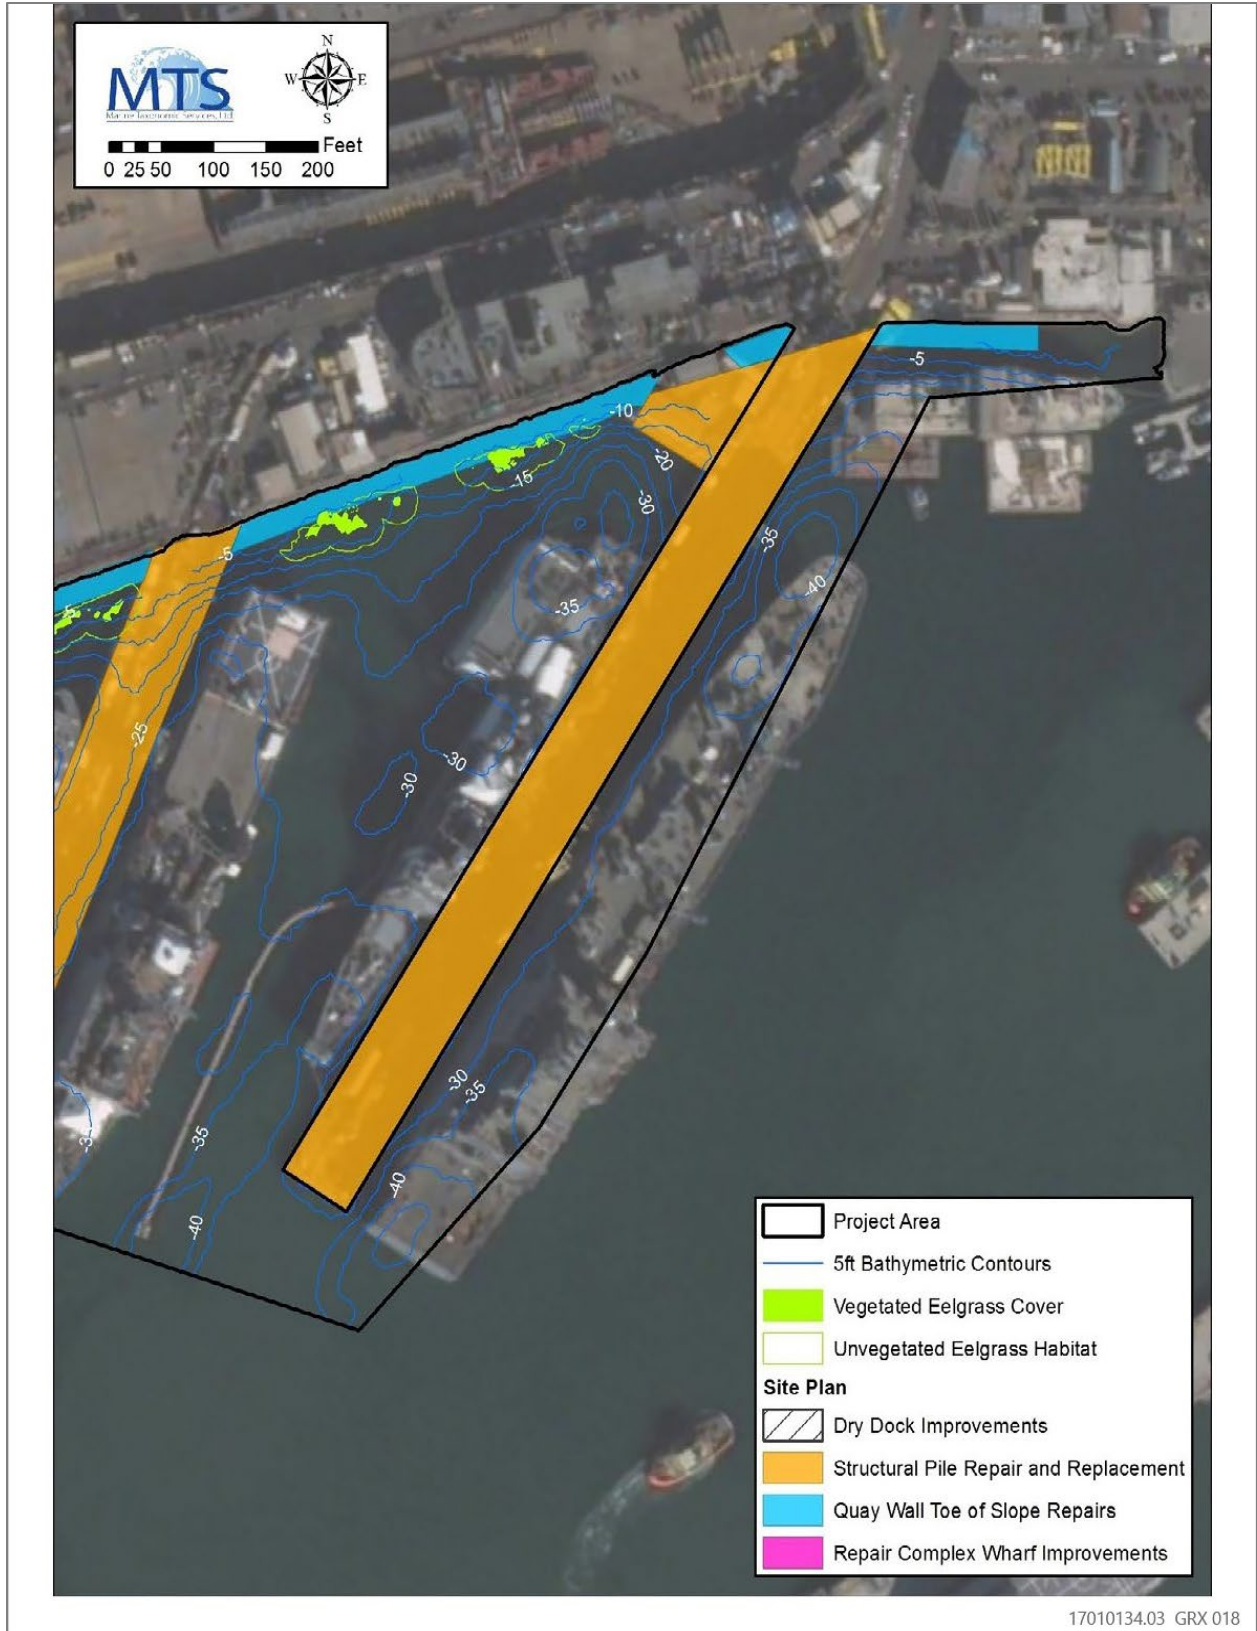 N
W E
S
MTS
Marine Taxonomic Services, Ltd
Feet
0 25 50 100 150 200
-5
-10
-20
-15
-30
-35
-5
-40
-5
-35
-25
-30
-30
-30
-35
-35
-35
-40
-40
Project Area
5ft Bathymetric Contours
Vegetated Eelgrass Cover
Unvegetated Eelgrass Habitat
Site Plan
Dry Dock Improvements
Structural Pile Repair and Replacement
Quay Wall Toe of Slope Repairs
Repair Complex Wharf Improvements
17010134.03 GRX 018